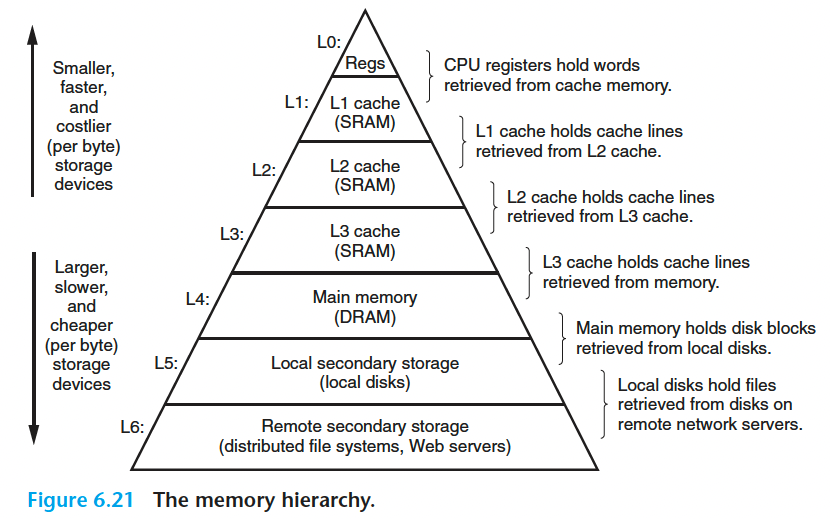 L0:
Regs
CPU registers hold words
retrieved from cache memory.
Smaller,
faster,
and
costlier
(per byte)
storage
devices
L1:
L1 cache
(SRAM)
L1 cache holds cache lines
retrieved from L2 cache.
L2:
L2 cache
(SRAM)
L2 cache holds cache lines
retrieved from L3 cache.
L3:
L3 cache
(SRAM)
L3 cache holds cache lines
retrieved from memory.
Larger,
slower,
and
cheaper
(per byte)
storage
devices
L4:
Main memory
(DRAM)
Main memory holds disk blocks
retrieved from local disks.
L5:
Local secondary storage
(local disks)
Local disks hold files
retrieved from disks on
remote network servers.
L6:
Remote secondary storage
(distributed file systems, Web servers)
Figure 6.21 The memory hierarchy.